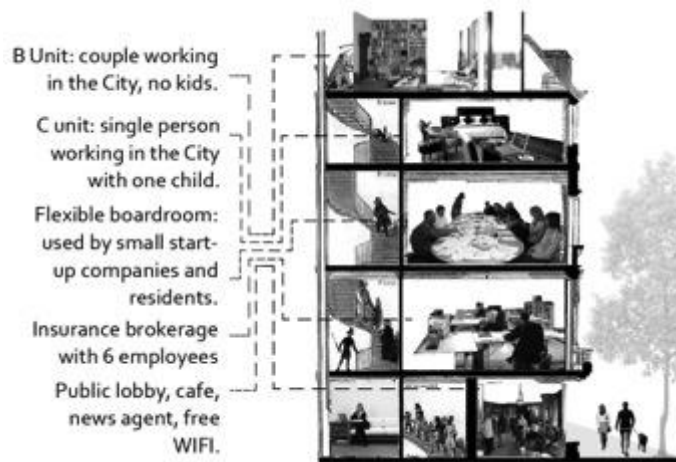 B Unit: couple working
in the City, no kids.
C unit: single person
working in the City
with one child.
Flexible boardroom:
used by small start-
up companies and
residents.
Insurance brokerage
with 6 employees
Public lobby, cafe,
news agent, free
WIFI.